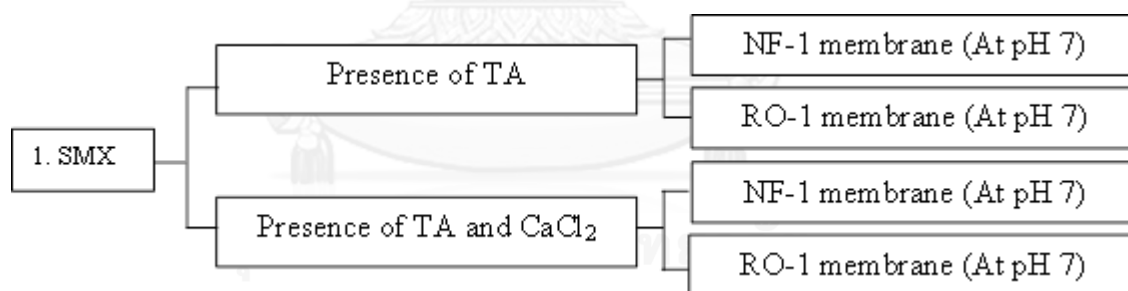 1. SMX
Presence of TA
NF-1 membrane (At pH 7)
RO-1 membrane (At pH 7)
Presence of TA and CaCl₂
NF-1 membrane (At pH 7)
RO-1 membrane (At pH 7)